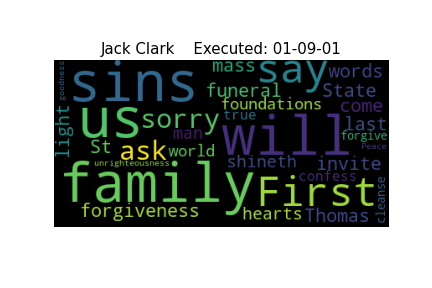 Jack Clark    Executed: 01-09-01
mass say words
goodness sins funeral State
foundations come
light us sorry true last
man will forgive
St ask world Peace
unrighteousness shineth invite
family First confess
forgiveness hearts Thomas cleanse